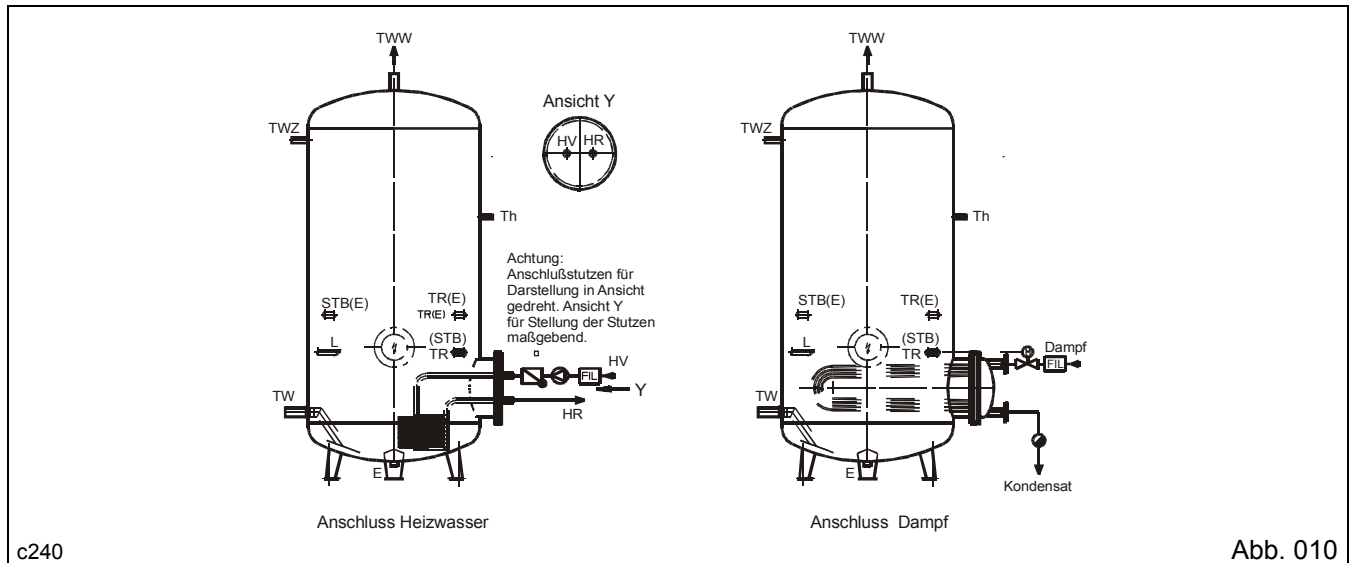 TWW
TWZ
Ansicht Y
HV HR
Th
Achtung:
Anschlußstutzen für
Darstellung in Ansicht
gedreht. Ansicht Y
für Stellung der Stutzen
maßgebend.
STB(E)
TR(E)
TR(E)
L
(STB)
TR
FIL
HV
Y
HR
TW
E
Anschluss Heizwasser
TWW
TWZ
Th
STB(E)
TR(E)
L
(STB)
TR
M
Dampf
FIL
TW
E
Kondensat
Anschluss Dampf
c240
Abb. 010